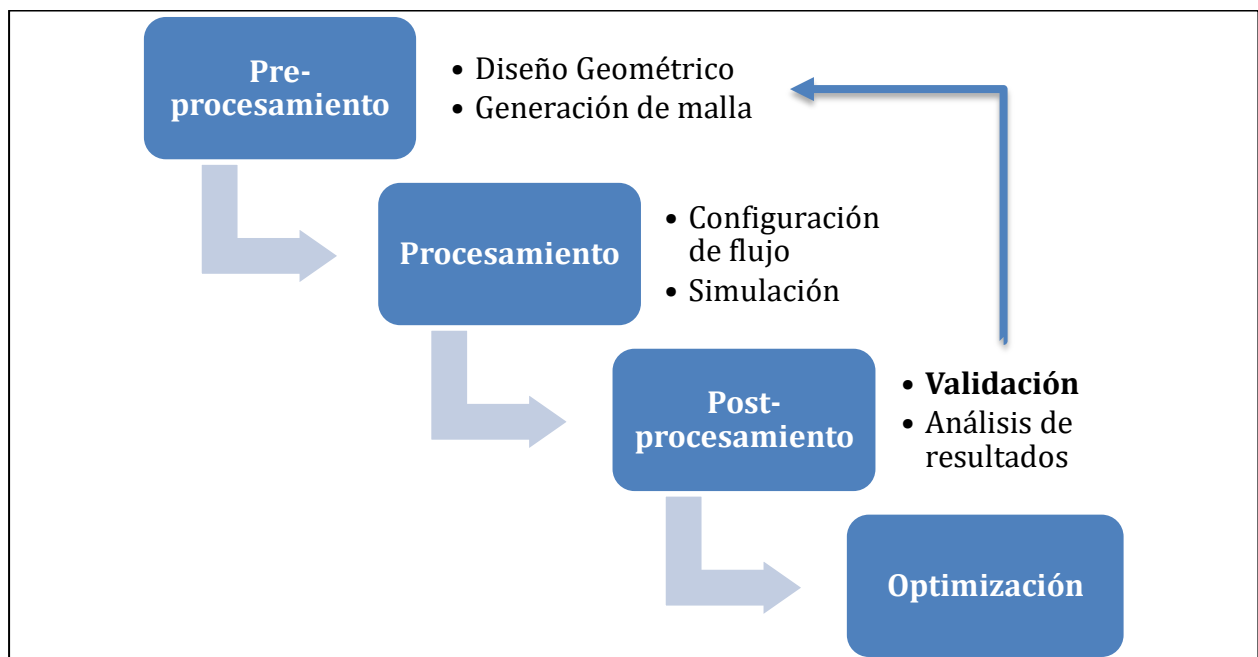 Pre-
procesamiento
• Diseño Geométrico
• Generación de malla
Procesamiento
• Configuración
de flujo
• Simulación
Post-
procesamiento
• Validación
• Análisis de
resultados
Optimización